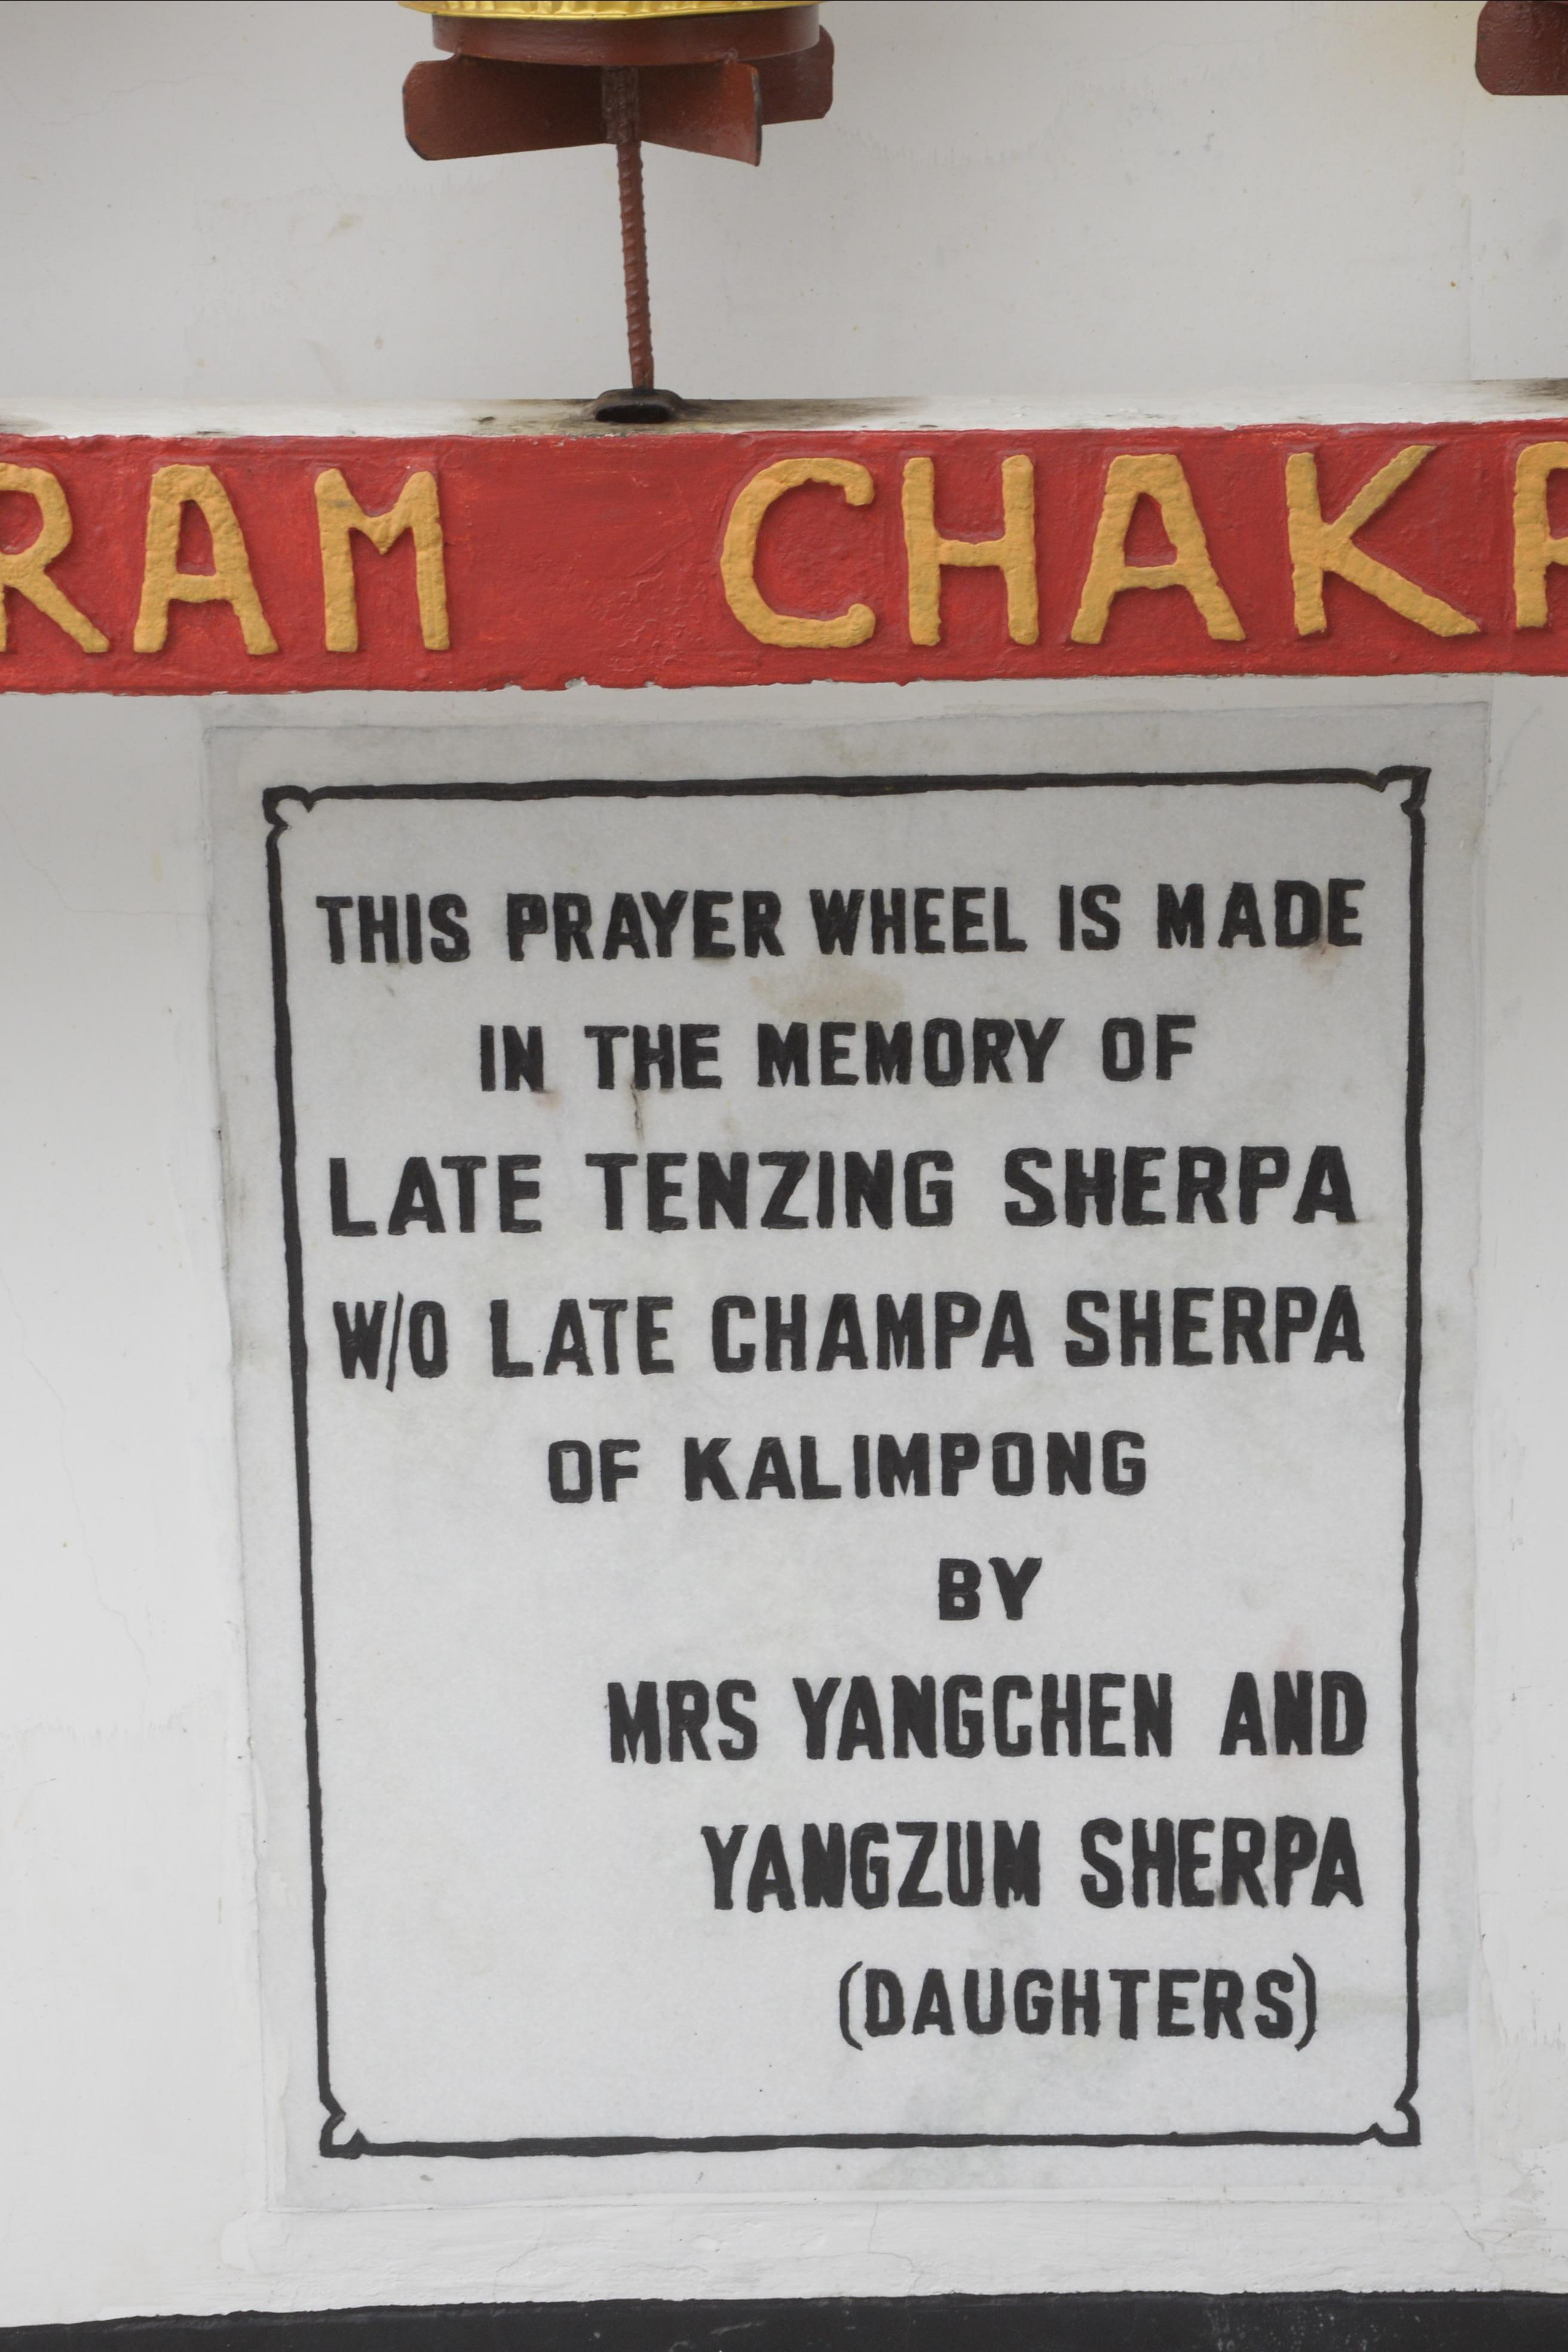 RAM CHAK
THIS PRAYER WHEEL IS MADE
IN THE MEMORY OF
LATE TENZING SHERPA
W/O LATE CHAMPA SHERPA
OF KALIMPONG
BY
MRS YANGCHEN AND
YANGZUM SHERPA
(DAUGHTERS)